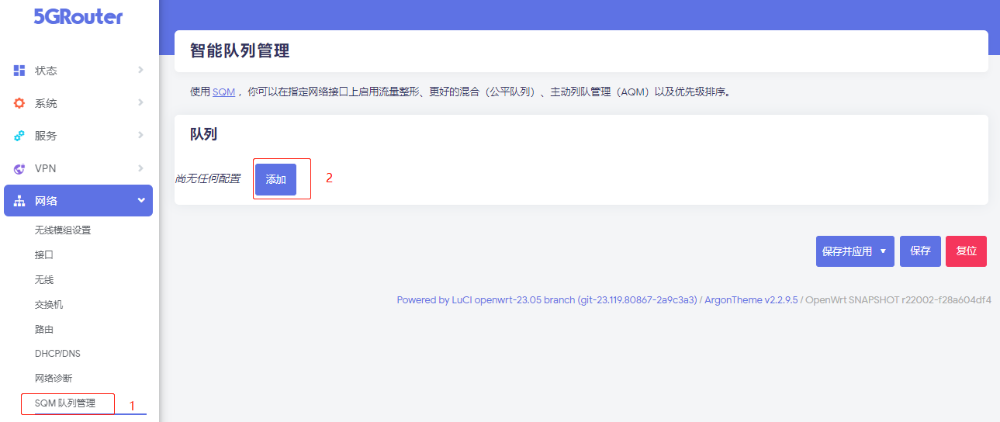 5GRouter
状态
系统
服务
VPN
网络
无线模组设置
接口
无线
交换机
路由
DHCP/DNS
网络诊断
SQM 队列管理
1
智能队列管理
使用 SQM ，你可以在指定网络接口上启用流量整形、更好的混合（公平队列）、主动列队管理（AQM）以及优先级排序。
队列
尚无任何配置 添加 2
保存并应用 保存 复位
Powered by LuCI openwrt-23.05 branch (git-23.119.80867-2a9c3a3) / ArgonTheme v2.2.9.5 / OpenWrt SNAPSHOT r22002-f28a604df4